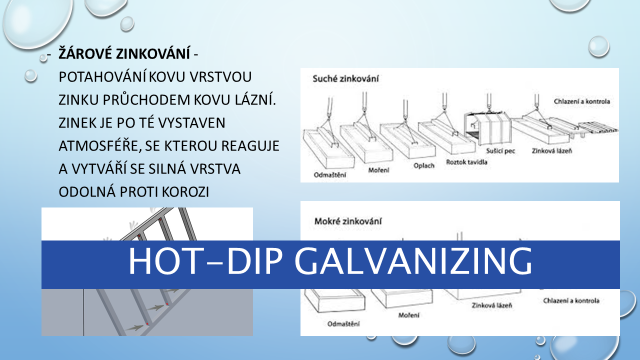 - ŽÁROVÉ ZINKOVÁNÍ -
POTAHOVÁNÍ KOVU VRSTVOU
ZINKU PRŮCHODEM KOVU LÁZNÍ.
ZINEK JE PO TÉ VYSTAVEN
ATMOSFÉŘE, SE KTEROU REAGUJE
A VYTVÁŘÍ SE SILNÁ VRSTVA
ODOLNÁ PROTI KOROZI
Suché zinkování
Chlazení a kontrola
Sušící pec
Zinková lázeň
Roztok tavidla
Oplach
Moření
Odmaštění
Mokré zinkování
HOT-DIP GALVANIZING
Chlazení a kontrola
Zinková lázeň
Moření
Odmaštění